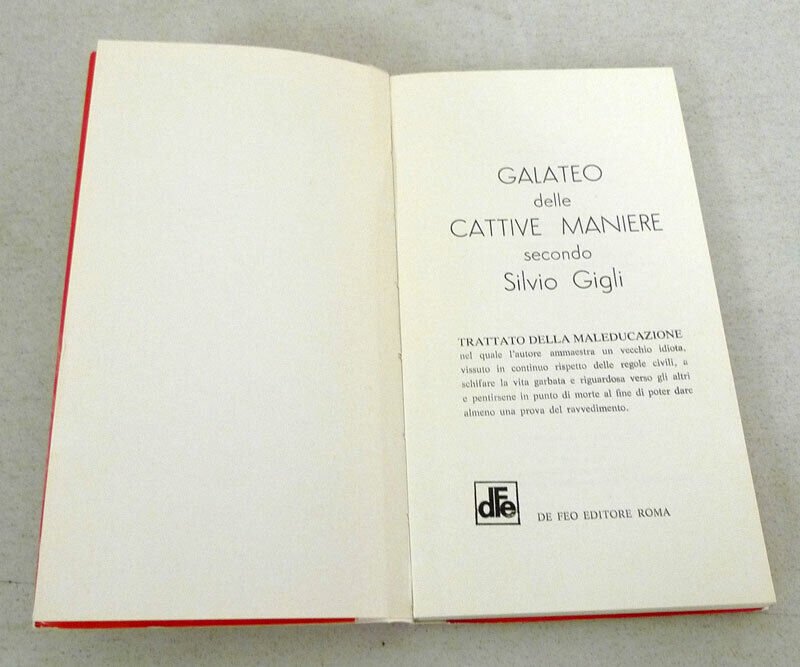 GALATEO
delle
CATTIVE MANIERE
secondo
Silvio Gigli
TRATTATO DELLA MALEDUCAZIONE
nel quale l'autore ammaestra un vecchio idiota,
vissuto in continuo rispetto delle regole civili, a
schifare la vita garbata e riguardosa verso gli altri
e pentirsene in punto di morte al fine di poter dare
almeno una prova del ravvedimento.
dFe
DE FEO EDITORE ROMA